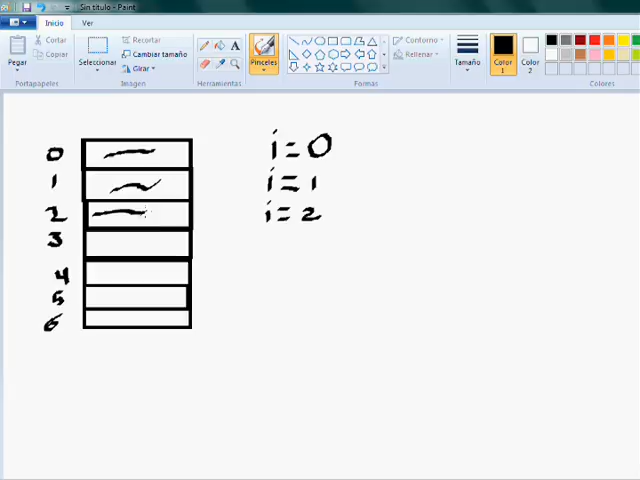 Sin título - Paint
Inicio Ver
Pegar
Cortar
Copiar
Portapapeles
Seleccionar
Recortar
Cambiar tamaño
Girar
Imagen
A
Herramientas
Pinceles
Contorno
Rellenar
Formas
Tamaño
Color 1
Color 2
Colores
0
1
2
3
4
5
6
i=0
i=1
i=2